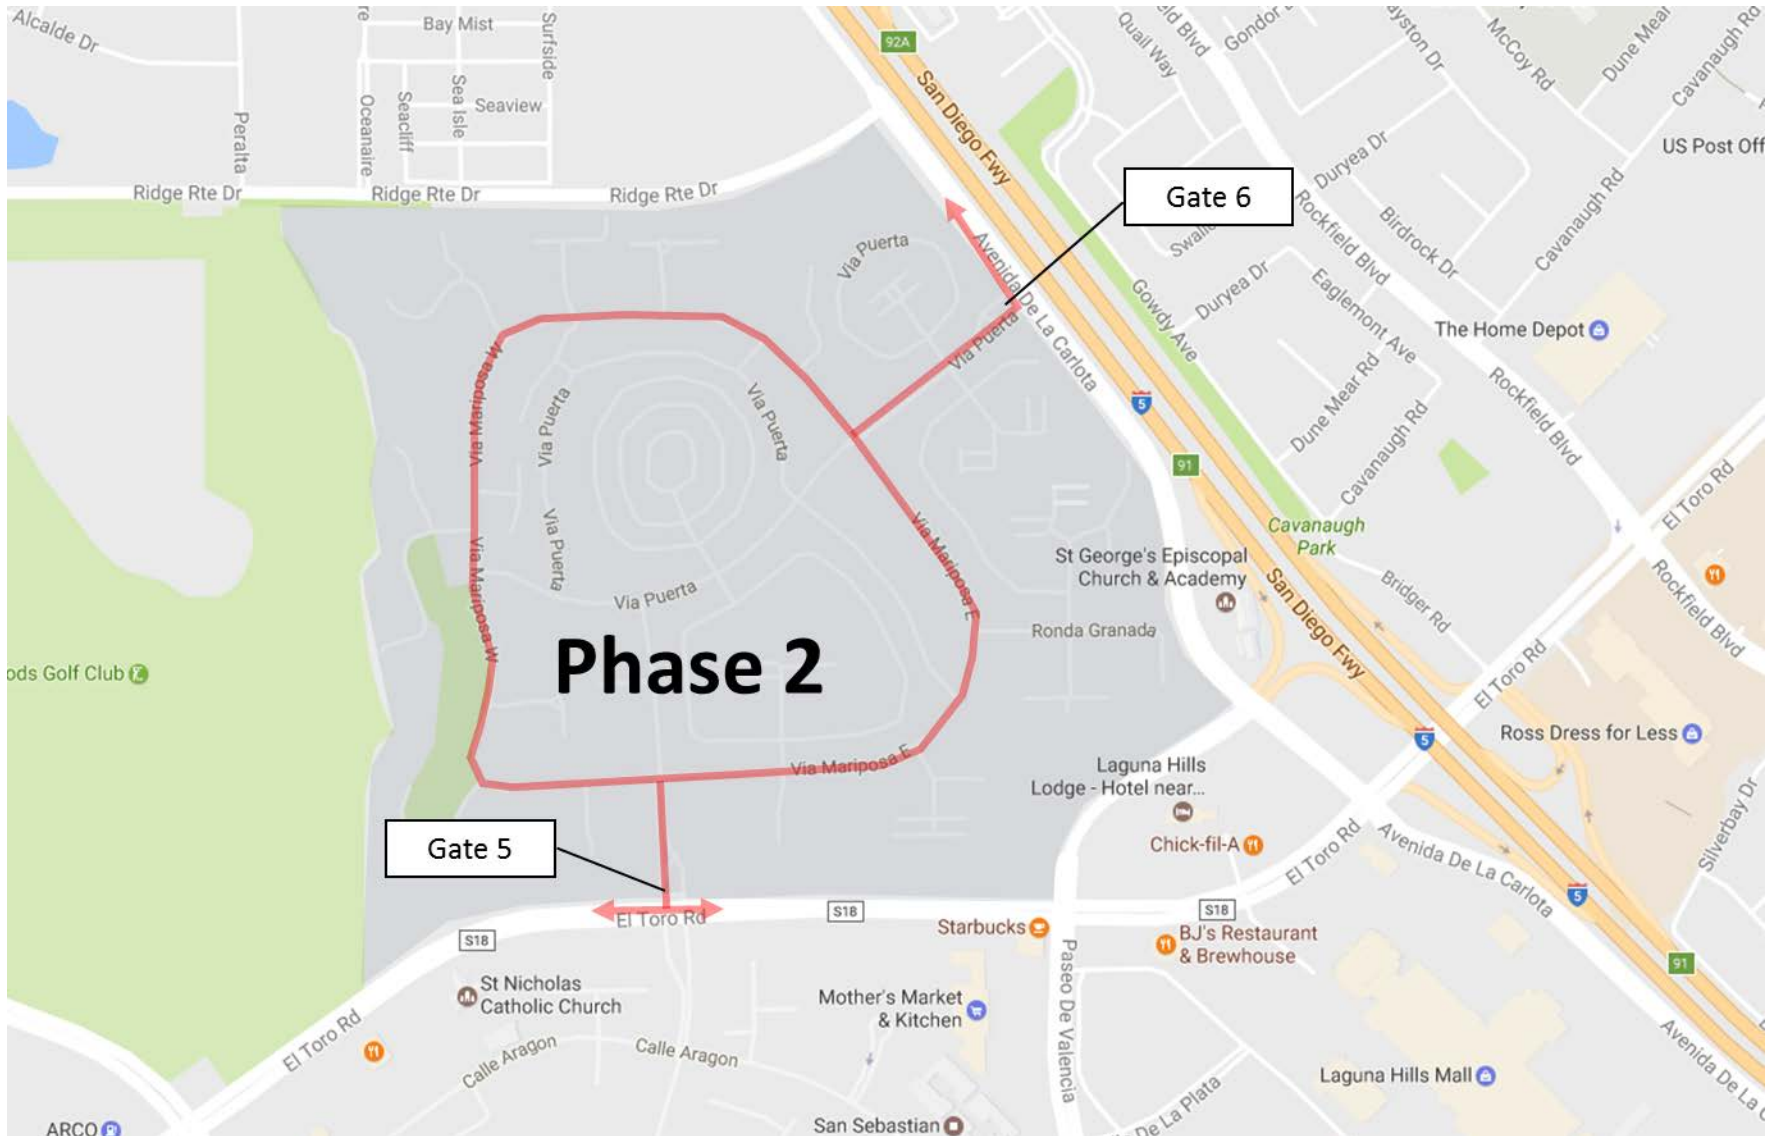 Alcalde Dr
Bay Mist
Surfside
92A
Quail Way
McCoy Rd
Dune Mear
Cavanaugh Rd
Sea Isle
Seaview
Seacliff
Oceanaire
Peralta
San Diego Fwy
Duryea Dr
US Post Off
Ridge Rte Dr
Ridge Rte Dr
Ridge Rte Dr
Gate 6
Rockfield Blvd
Birdrock Dr
Cavanaugh Rd
Via Puerta
Avenida De La Carlota
Gowdy Ave
Duryea Dr
Eaglemont Ave
The Home Depot
Via Puerta
Via Mariposa W
Via Puerta
Via Puerta
5
Dune Mear Rd
Cavanaugh Rd
Rockfield Blvd
91
El Toro Rd
Via Puerta
Via Mariposa E
Cavanaugh
Park
St George's Episcopal
Church & Academy
San Diego Fwy
Bridger Rd
Rockfield Blvd
Via Mariposa W
Via Puerta
Ronda Granada
Phase 2
ods Golf Club
El Toro Rd
Ross Dress for Less
5
Via Mariposa E
Laguna Hills
Lodge - Hotel near...
Silverbay Dr
Gate 5
Chick-fil-A
El Toro Rd
Avenida De La Carlota
5
El Toro Rd
S18
S18
S18
Starbucks
BJ's Restaurant
& Brewhouse
Paseo De Valencia
91
St Nicholas
Catholic Church
Mother's Market
& Kitchen
El Toro Rd
Calle Aragon
Calle Aragon
Laguna Hills Mall
Avenida De La
De La Plata
San Sebastian
ARCO